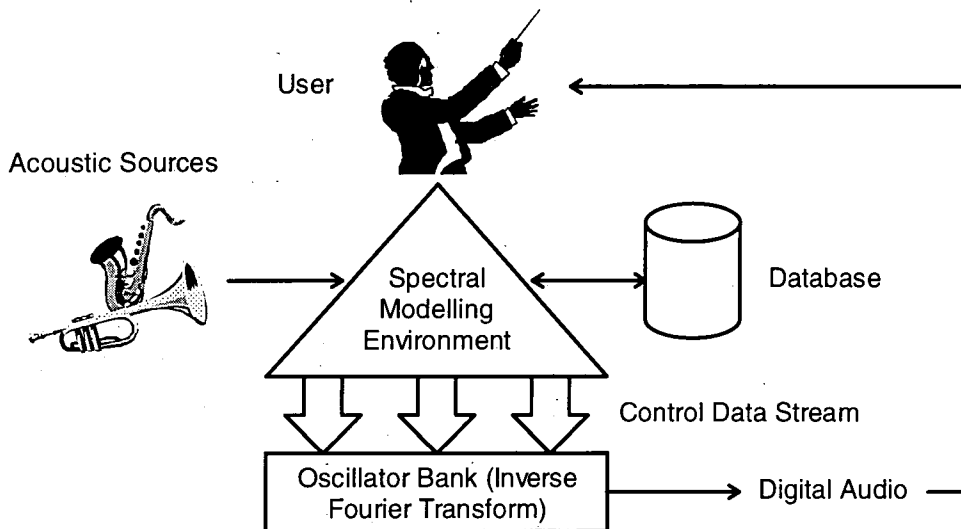 User
Acoustic Sources
Spectral
Modelling
Environment
Database
Control Data Stream
Oscillator Bank (Inverse
Fourier Transform)
Digital Audio